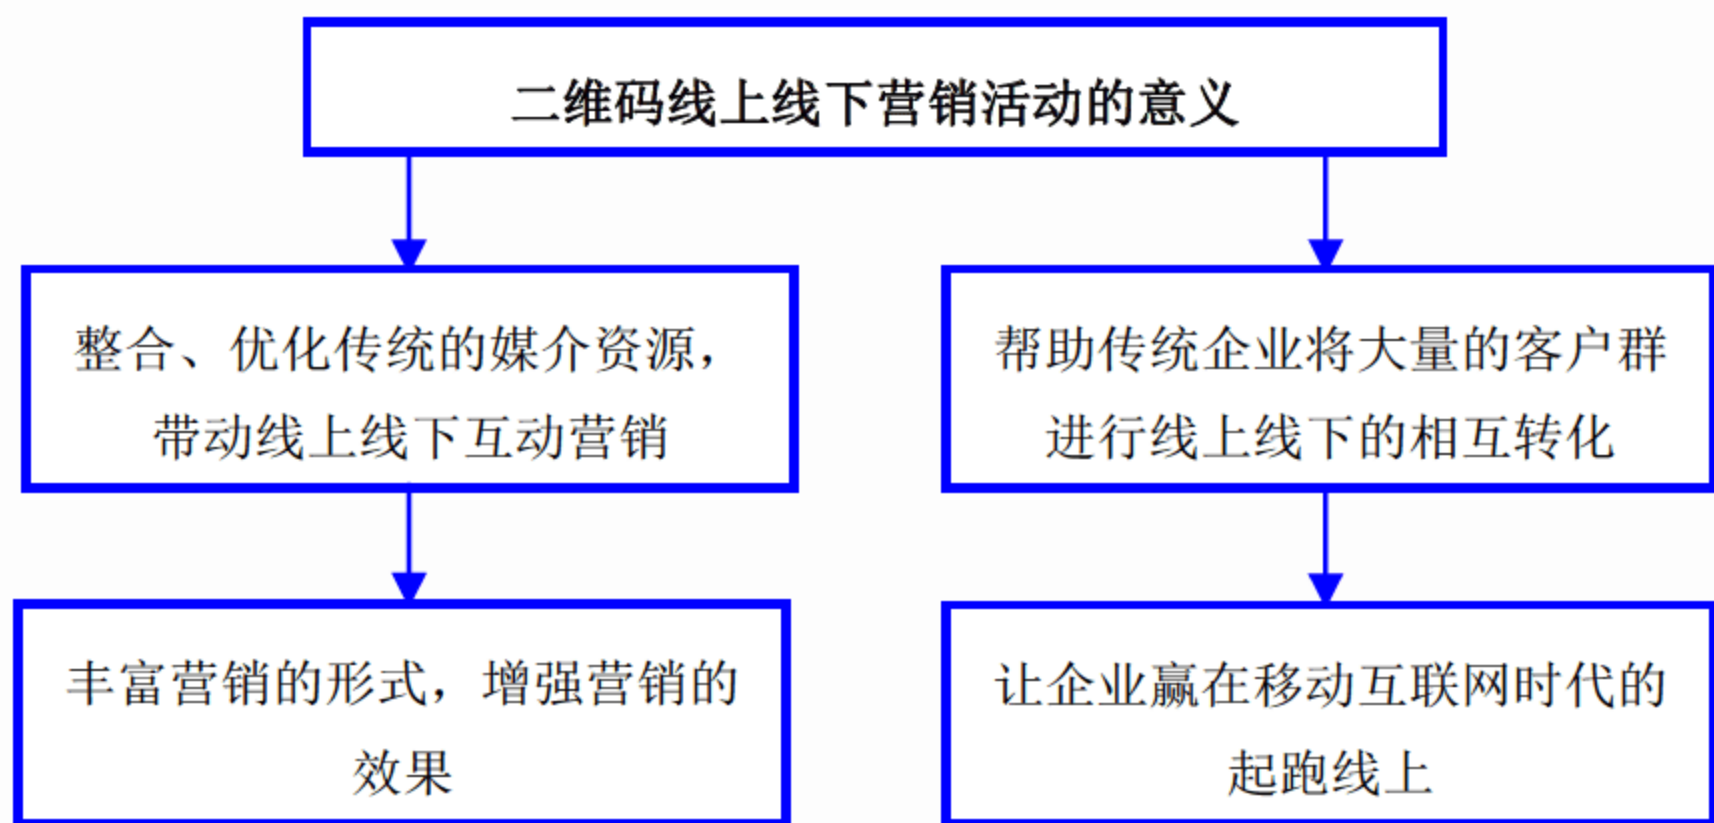 二维码线上线下营销活动的意义
整合、优化传统的媒介资源，
带动线上线下互动营销
帮助传统企业将大量的客户群
进行线上线下的相互转化
丰富营销的形式，增强营销的
效果
让企业赢在移动互联网时代的
起跑线上